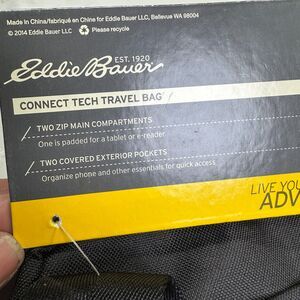 Made in China/fabriqué en China for Eddie Bauer LLC, Bellevue WA 98004
© 2014 Eddie Bauer LLC Please recycle
EST. 1920
Eddie Bauer
CONNECT TECH TRAVEL BAG
TWO ZIP MAIN COMPARTMENTS
One is padded for a tablet or e-reader
TWO COVERED EXTERIOR POCKETS
Organize phone and other essentials for quick access
LIVE YOU
ADV